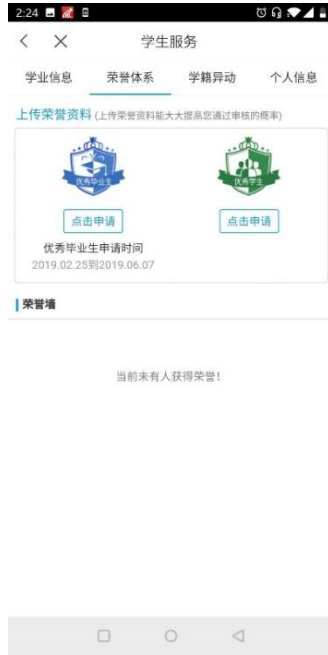 2:24
学生服务
学业信息 荣誉体系 学籍异动 个人信息
上传荣誉资料 (上传荣誉资料能大大提高您通过审核的概率)
优秀毕业生
优秀学生
点击申请 点击申请
优秀毕业生申请时间
2019.02.25到2019.06.07
荣誉墙
当前未有人获得荣誉!